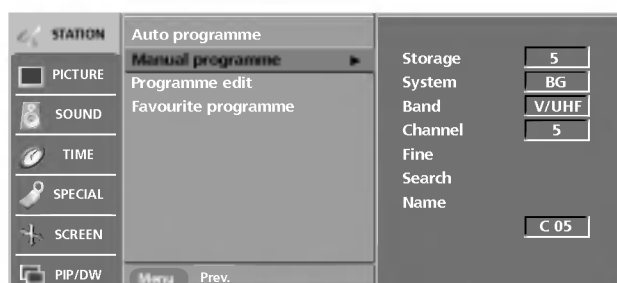 STATION
PICTURE
SOUND
TIME
SPECIAL
SCREEN
PIP/DW
Auto programme
Manual programme
Programme edit
Favourite programme
Menu Prev.
Storage 5
System BG
Band V/UHF
Channel 5
Fine
Search
Name
C 05